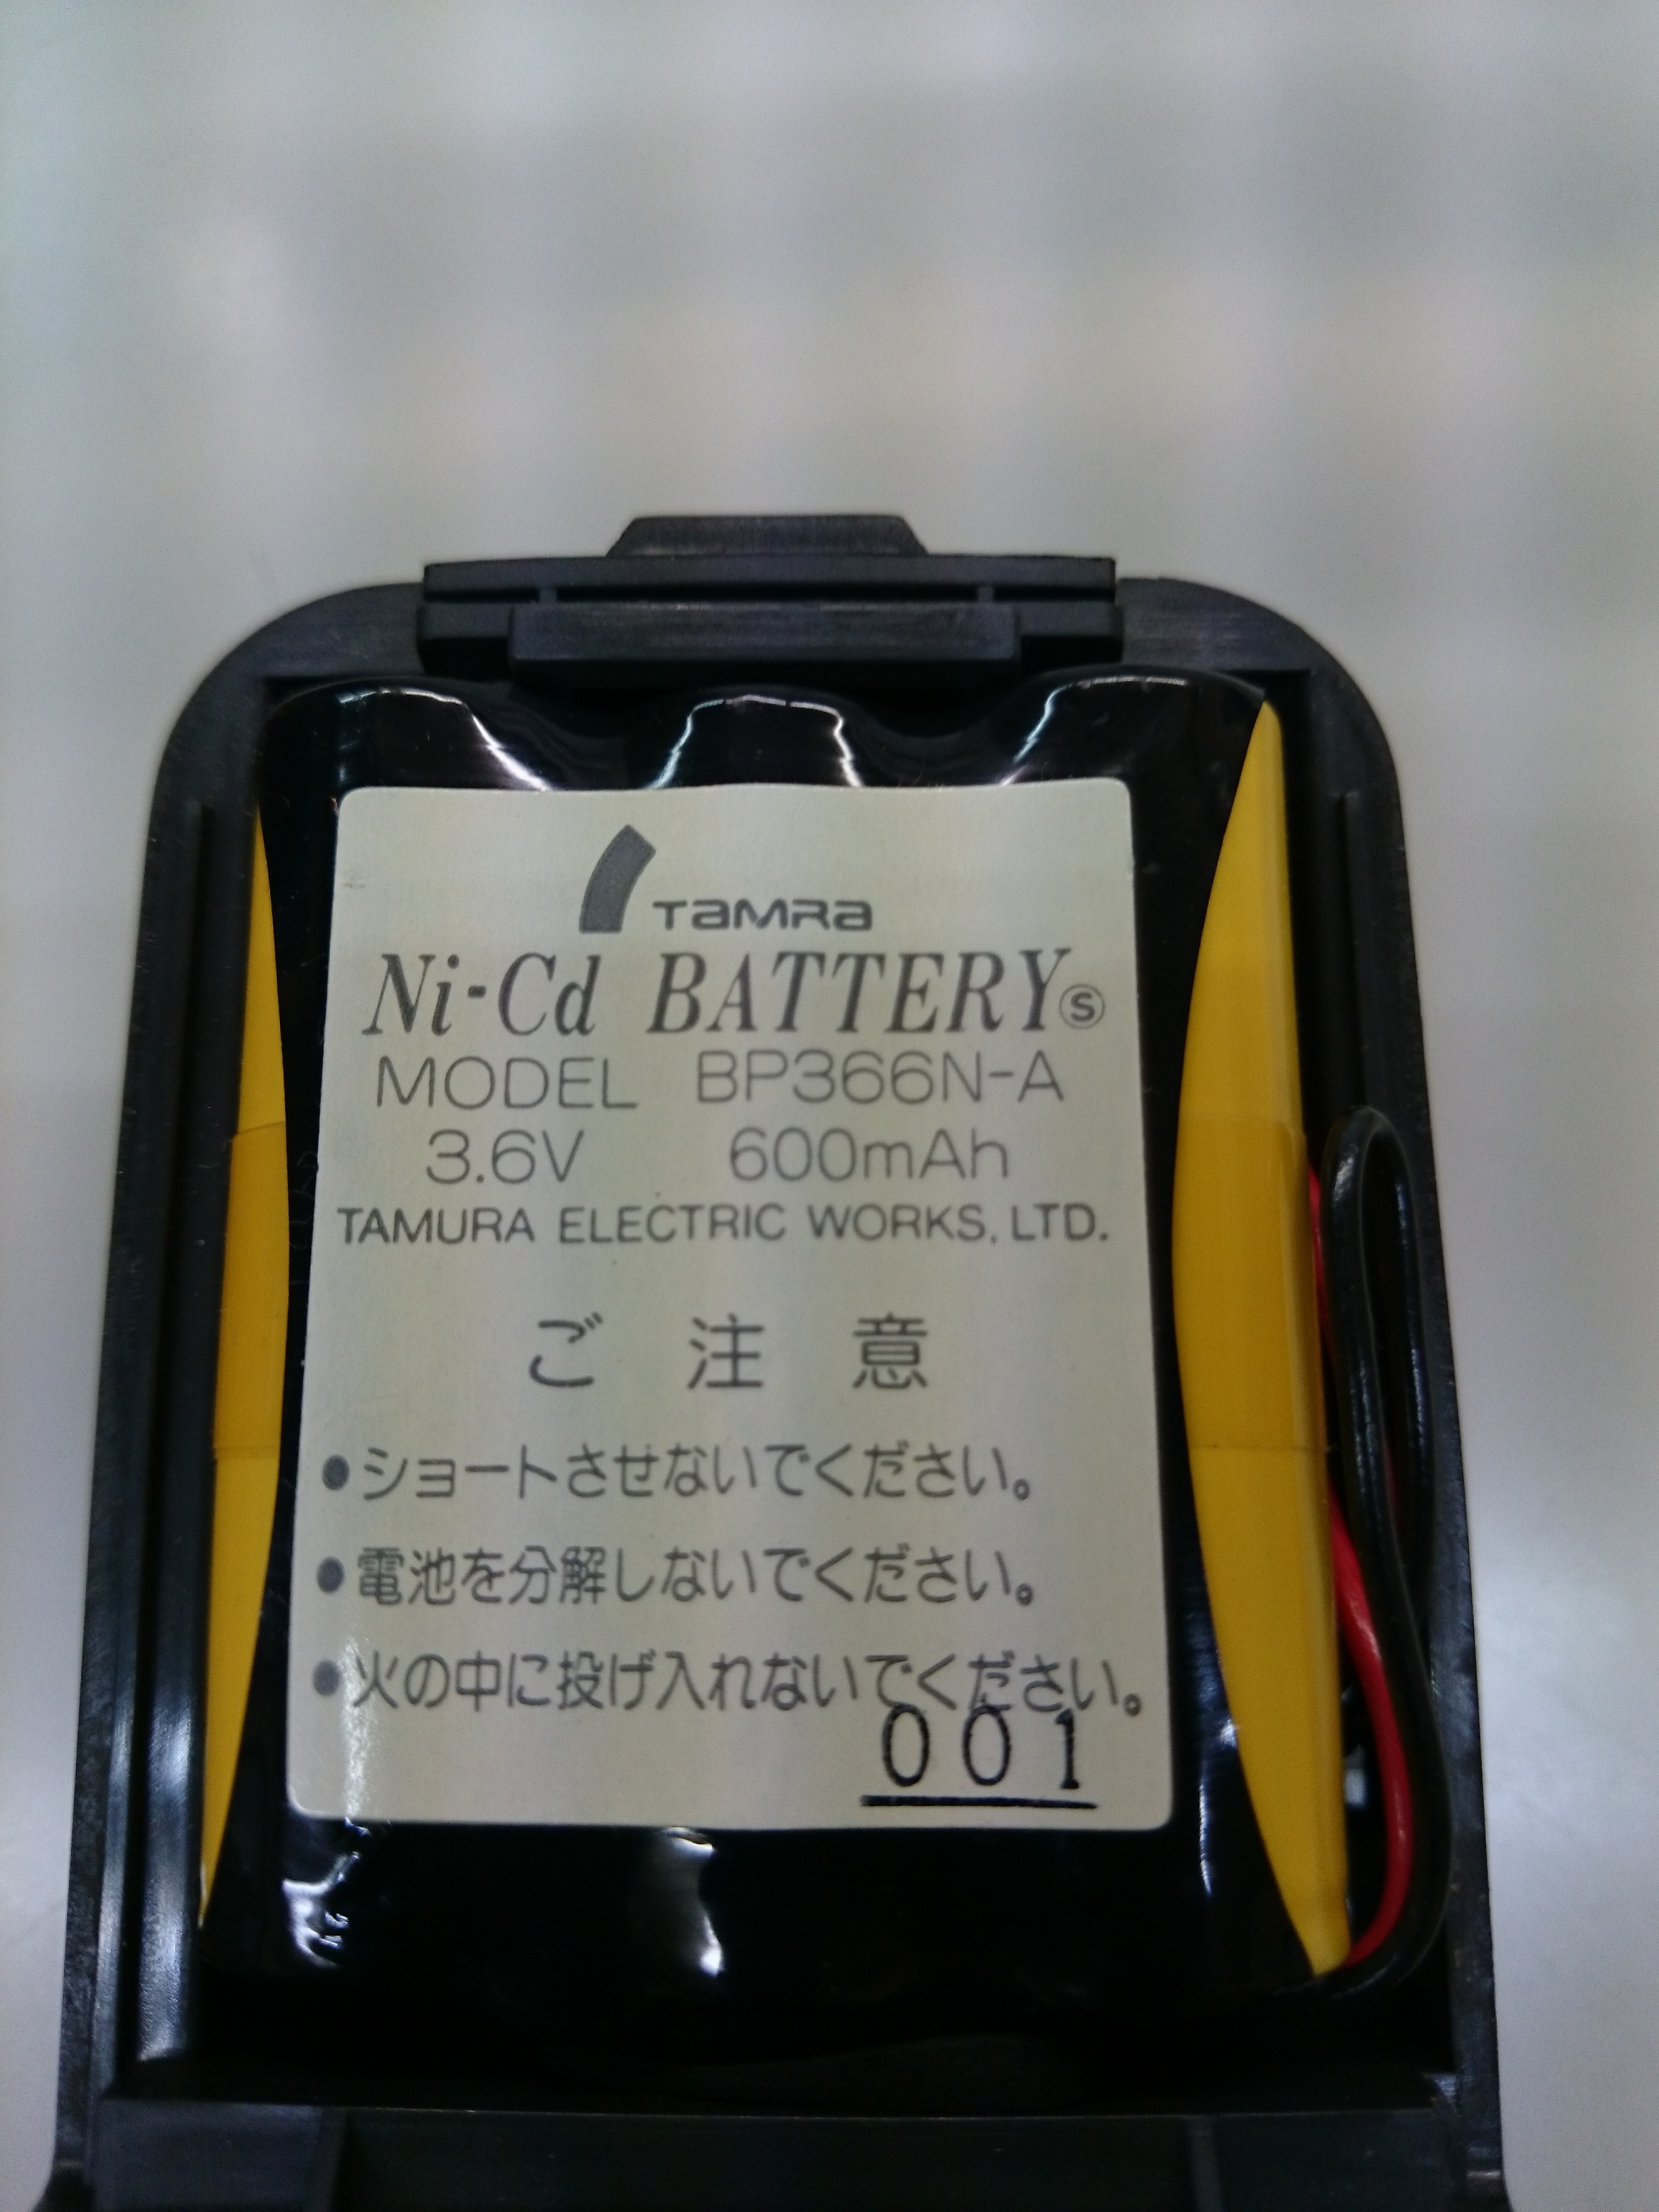 TAMRA
Ni-Cd BATTERY Ⓢ
MODEL BP366N-A
3.6V 600mAh
TAMURA ELECTRIC WORKS, LTD.
ご注意
●ショートさせないでください。
●電池を分解しないでください。
●火の中に投げ入れないでください。
001